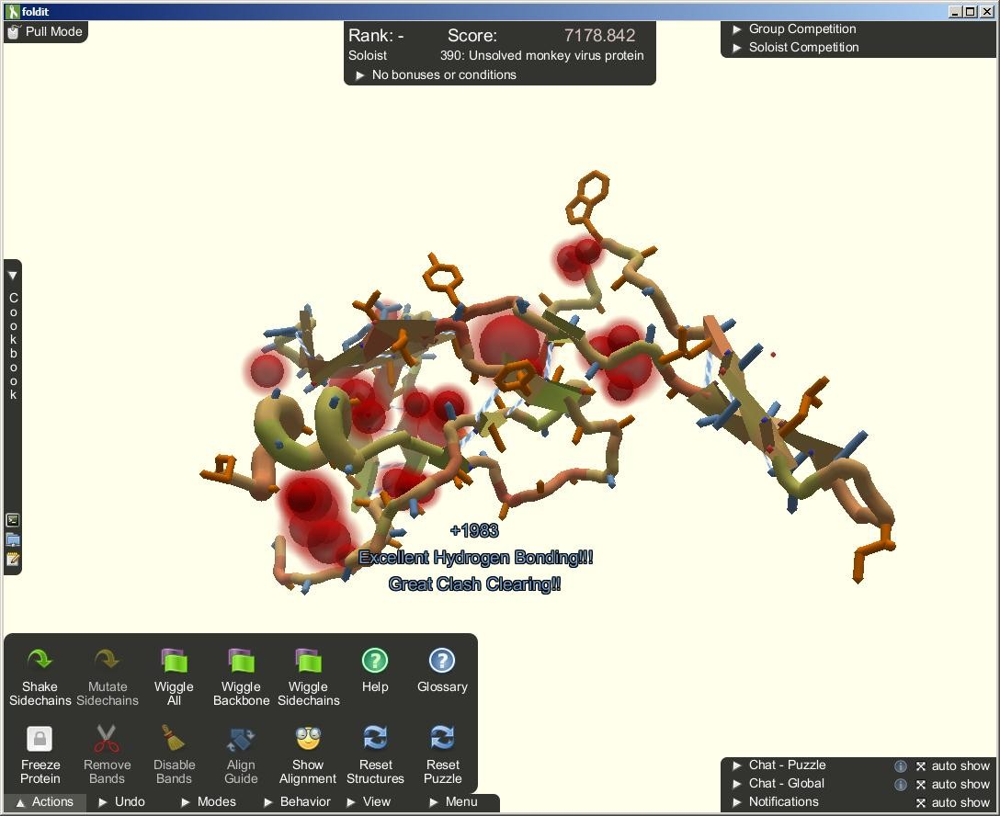 foldit
Pull Mode
Rank: - Score: 7178.842
Soloist 390: Unsolved monkey virus protein
No bonuses or conditions
Group Competition
Soloist Competition
Cookbook
+1983
Excellent Hydrogen Bonding!!!
Great Clash Clearing!!
Shake Sidechains
Mutate Sidechains
Wiggle All
Wiggle Backbone
Wiggle Sidechains
Help
Glossary
Freeze Protein
Remove Bands
Disable Bands
Align Guide
Show Alignment
Reset Structures
Reset Puzzle
Actions Undo Modes Behavior View Menu
Chat - Puzzle auto show
Chat - Global auto show
Notifications auto show